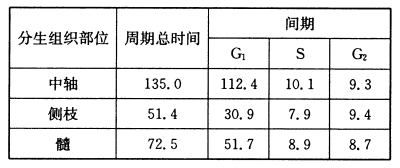 分生组织部位 周期总时间 间期
G₁ S G₂
中轴 135.0 112.4 10.1 9.3
侧枝 51.4 30.9 7.9 9.4
髓 72.5 51.7 8.9 8.7